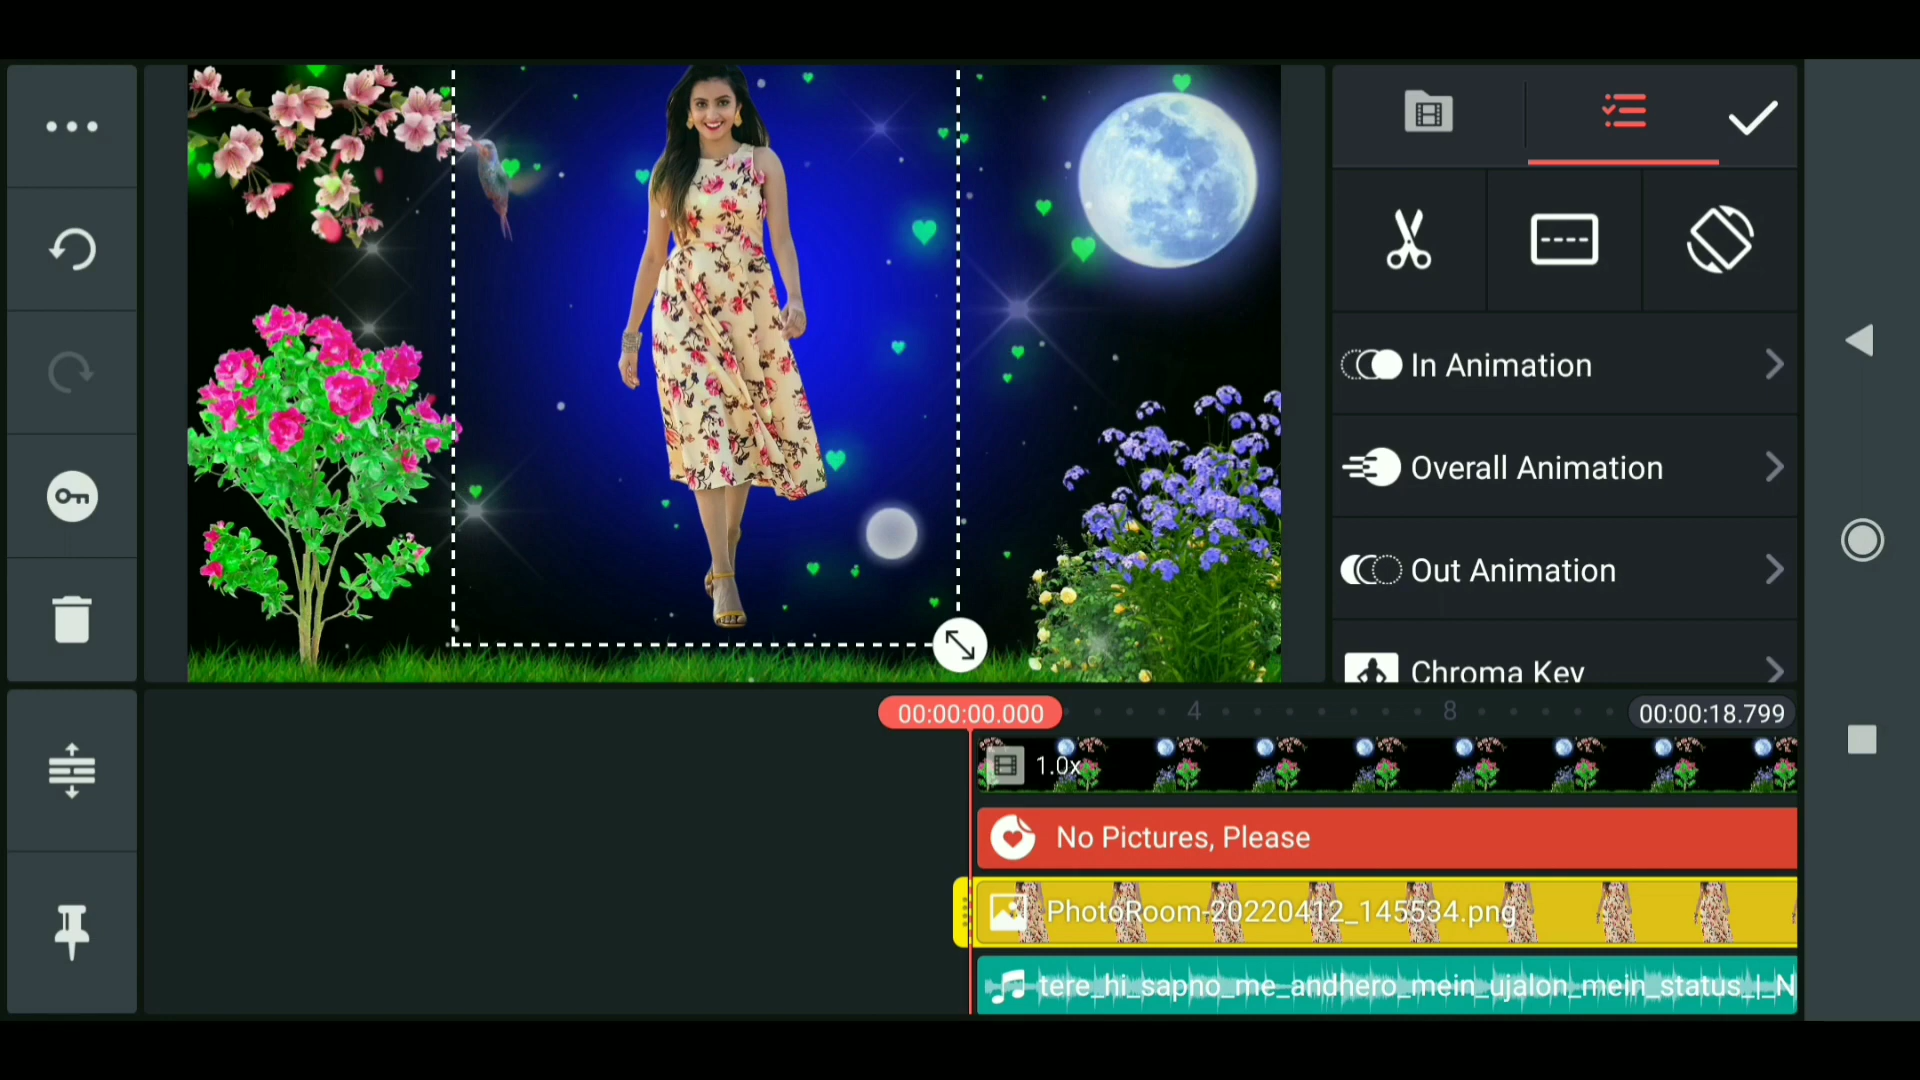 In Animation
Overall Animation
Out Animation
Chroma Key
00:00:00.000
4
8
00:00:18.799
1.0x
No Pictures, Please
PhotoRoom-20220412_145534.png
tere_hi_sapno_me_andhero_mein_ujalon_mein_status_|_N